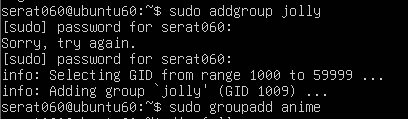 serat060@ubuntu60:~$ sudo addgroup jolly
[sudo] password for serat060:
Sorry, try again.
[sudo] password for serat060:
info: Selecting GID from range 1000 to 59999 ...
info: Adding group `jolly' (GID 1009) ...
serat060@ubuntu60:~$ sudo groupadd anime